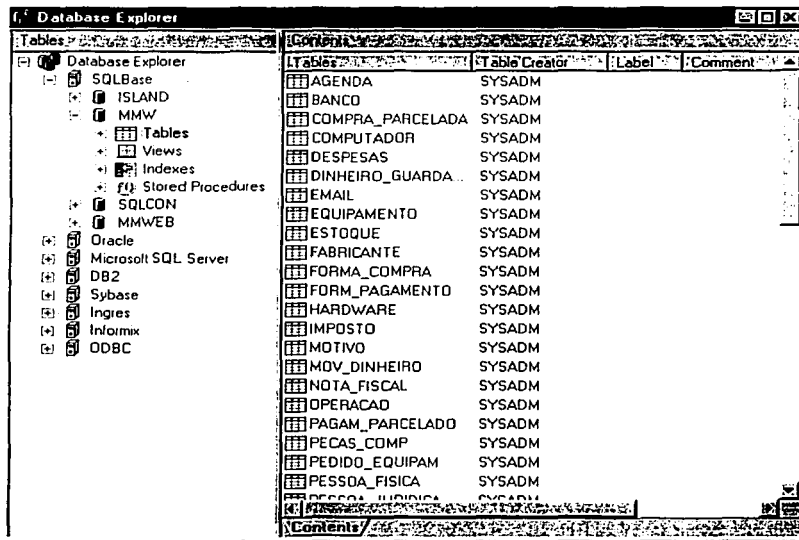 Database Explorer
Tables
Database Explorer
SQLBase
ISLAND
MMW
Tables
Views
Indexes
Stored Procedures
SQLCON
MMWEB
Oracle
Microsoft SQL Server
DB2
Sybase
Ingres
Informix
ODBC
Contents
Tables Table Creator Label Comment
AGENDA SYSADM
BANCO SYSADM
COMPRA_PARCELADA SYSADM
COMPUTADOR SYSADM
DESPESAS SYSADM
DINHEIRO_GUARDA... SYSADM
EMAIL SYSADM
EQUIPAMENTO SYSADM
ESTOQUE SYSADM
FABRICANTE SYSADM
FORMA_COMPRA SYSADM
FORM_PAGAMENTO SYSADM
HARDWARE SYSADM
IMPOSTO SYSADM
MOTIVO SYSADM
MOV_DINHEIRO SYSADM
NOTA_FISCAL SYSADM
OPERACAO SYSADM
PAGAM_PARCELADO SYSADM
PECAS_COMP SYSADM
PEDIDO_EQUIPAM SYSADM
PESSOA_FISICA SYSADM
PESSOA_JURIDICA SYSADM
Contents